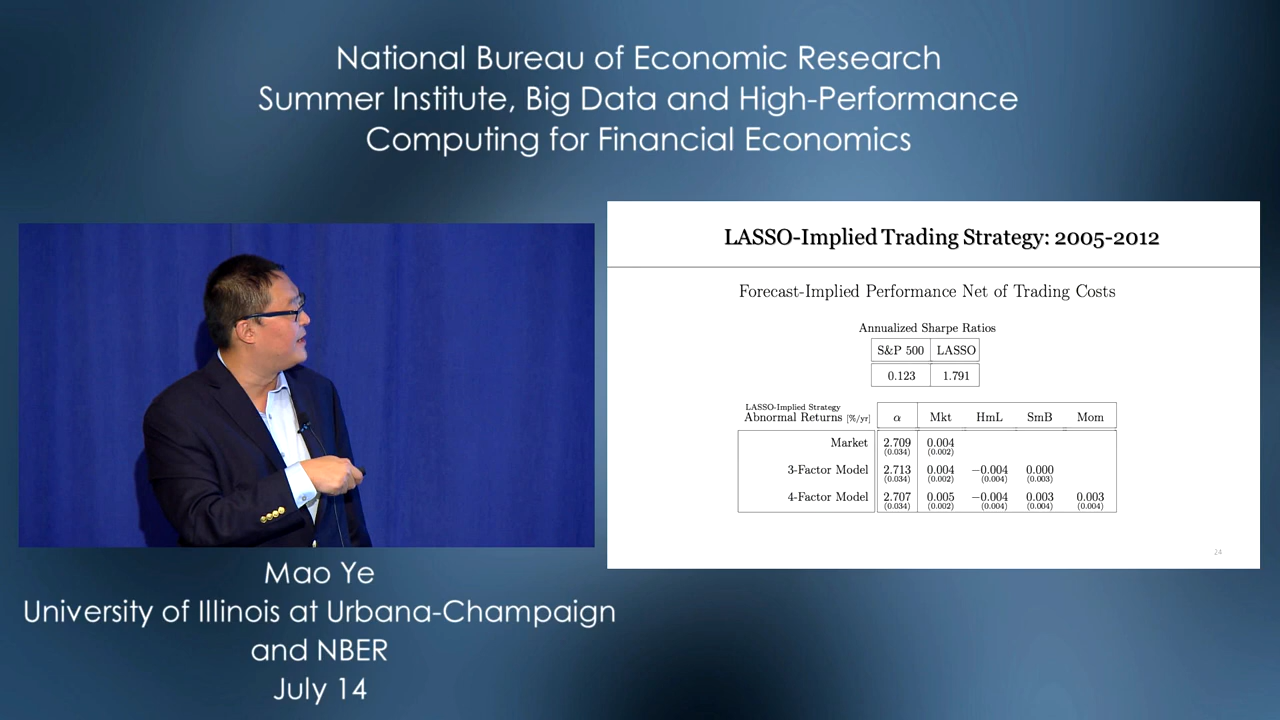 National Bureau of Economic Research
Summer Institute, Big Data and High-Performance
Computing for Financial Economics
LASSO-Implied Trading Strategy: 2005-2012
Forecast-Implied Performance Net of Trading Costs
Annualized Sharpe Ratios
S&P 500 LASSO
0.123 1.791
LASSO-Implied Strategy
Abnormal Returns [%/yr] α Mkt HmL SmB Mom
Market 2.709 0.004
(0.034) (0.002)
3-Factor Model 2.713 0.004 −0.004 0.000
(0.034) (0.002) (0.004) (0.003)
4-Factor Model 2.707 0.005 −0.004 0.003 0.003
(0.034) (0.002) (0.004) (0.004) (0.004)
24
Mao Ye
University of Illinois at Urbana-Champaign
and NBER
July 14